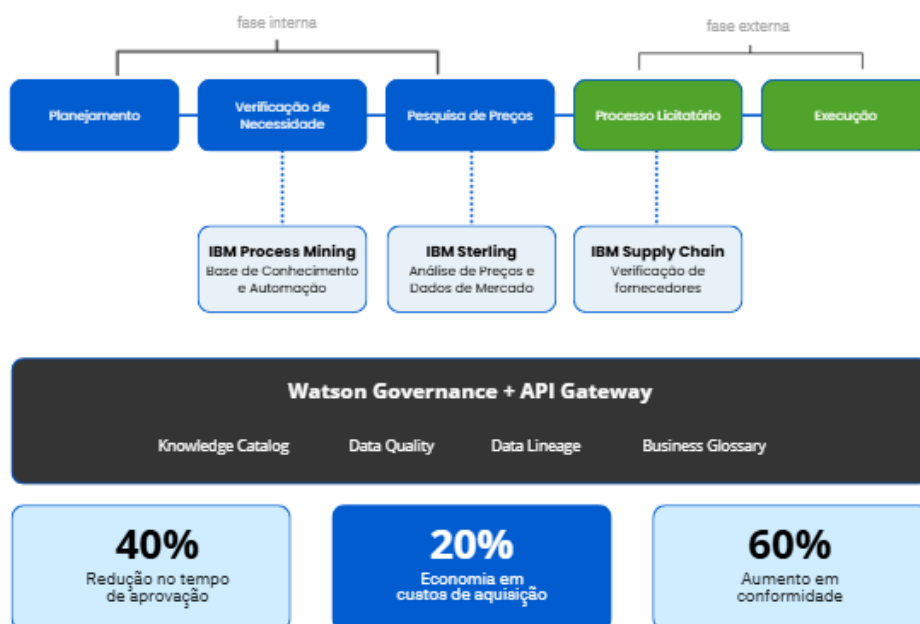 fase interna
fase externa
Planejamento
Verificação de
Necessidade
Pesquisa de Preços
Processo Licitatório
Execução
IBM Process Mining
Base de Conhecimento
e Automação
IBM Sterling
Análise de Preços e
Dados de Mercado
IBM Supply Chain
Verificação de
fornecedores
Watson Governance + API Gateway
Knowledge Catalog
Data Quality
Data Lineage
Business Glossary
40%
Redução no tempo
de aprovação
20%
Economia em
custos de aquisição
60%
Aumento em
conformidade